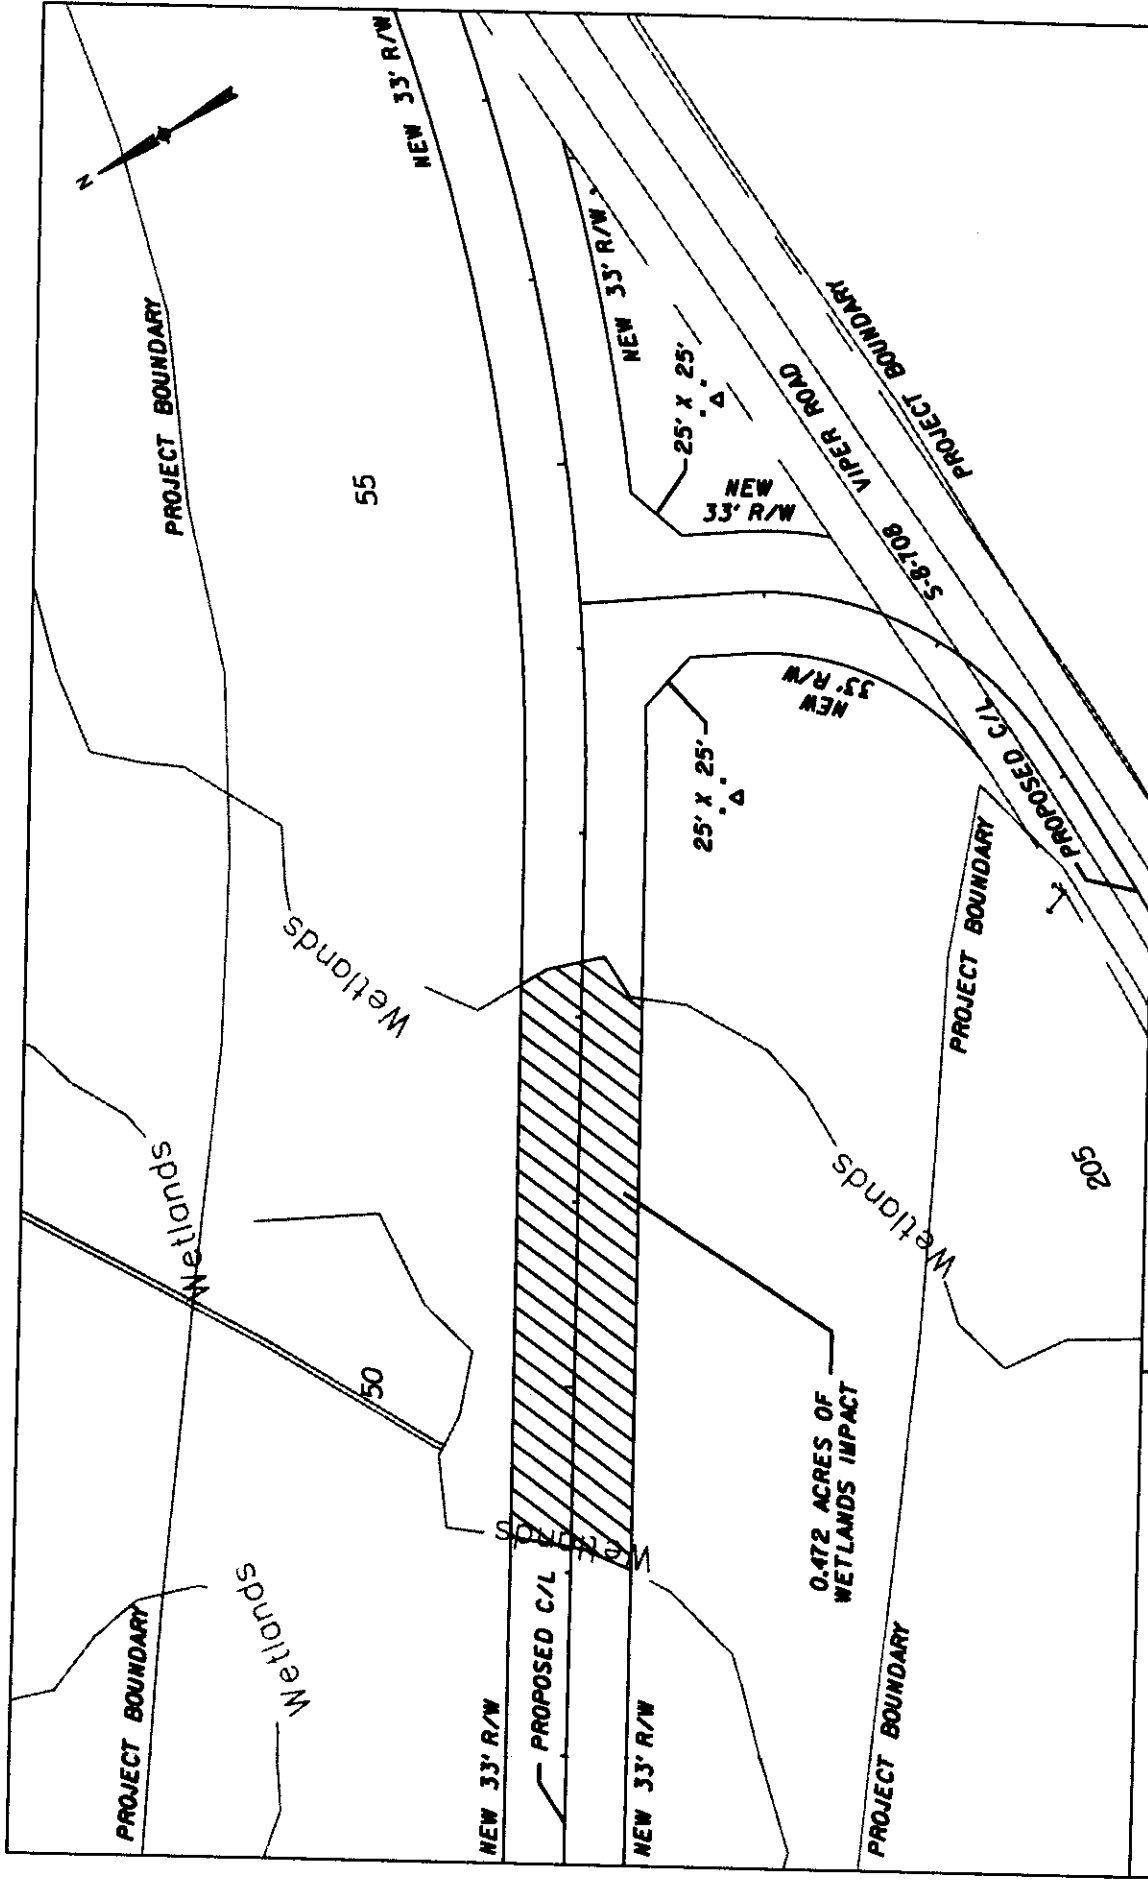 N
PROJECT BOUNDARY
NEW 33' R/W
55
NEW 33' R/W
25' X 25'
Δ
NEW
33' R/W
VIPER ROAD
S-8-708
PROJECT BOUNDARY
NEW
33' R/W
25' X 25'
Δ
PROPOSED C/L
PROJECT BOUNDARY
Wetlands
Wetlands
Wetlands
205
50
0.472 ACRES OF
WETLANDS IMPACT
Wetlands
Wetlands
PROJECT BOUNDARY
NEW 33' R/W
PROPOSED C/L
NEW 33' R/W
PROJECT BOUNDARY